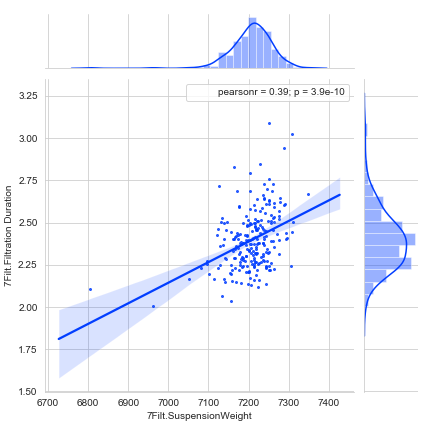 pearsonr = 0.39; p = 3.9e-10
3.25
3.00
2.75
2.50
2.25
2.00
1.75
1.50
7Filt.Filtration Duration
6700 6800 6900 7000 7100 7200 7300 7400
7Filt.SuspensionWeight